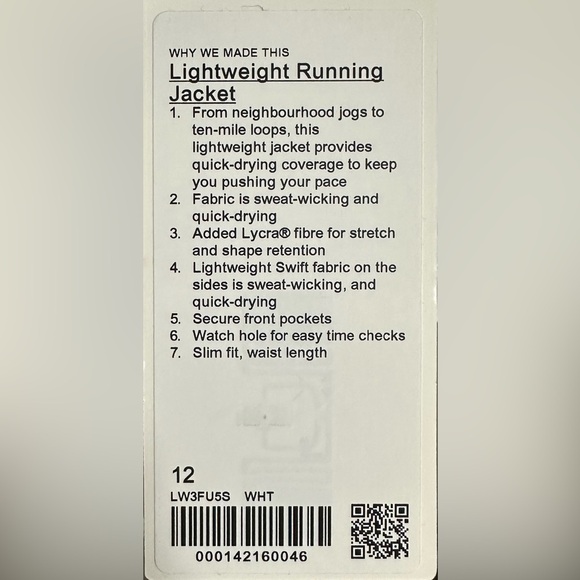 WHY WE MADE THIS
Lightweight Running
Jacket
1. From neighbourhood jogs to
ten-mile loops, this
lightweight jacket provides
quick-drying coverage to keep
you pushing your pace
2. Fabric is sweat-wicking and
quick-drying
3. Added Lycra® fibre for stretch
and shape retention
4. Lightweight Swift fabric on the
sides is sweat-wicking, and
quick-drying
5. Secure front pockets
6. Watch hole for easy time checks
7. Slim fit, waist length
12
LW3FU5S WHT
000142160046